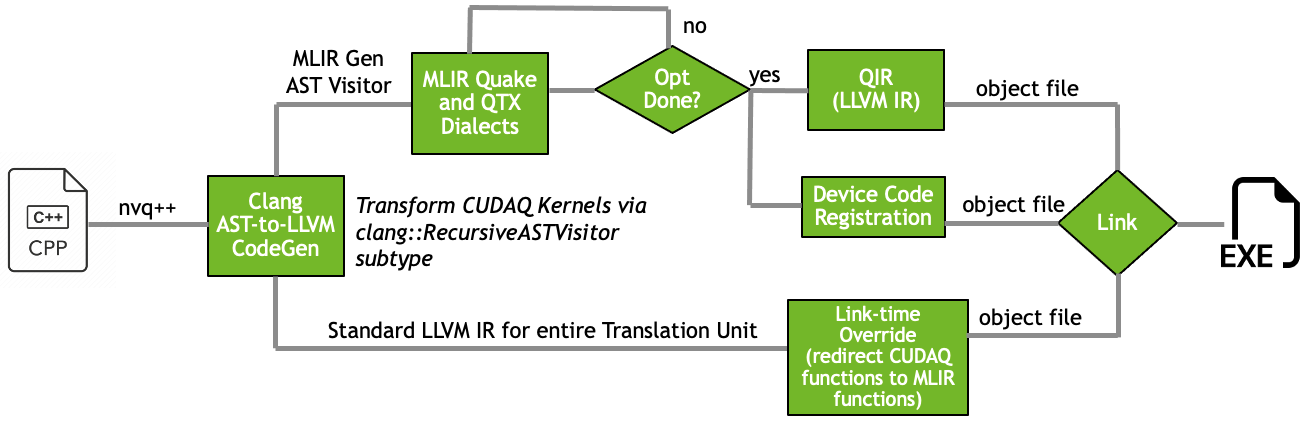 no
MLIR Gen
AST Visitor
MLIR Quake
and QTX
Dialects
Opt
Done?
yes
QIR
(LLVM IR)
object file
C++
CPP
nvq++
Clang
AST-to-LLVM
CodeGen
Transform CUDAQ Kernels via
clang::RecursiveASTVisitor
subtype
Device Code
Registration
object file
Link
EXE
Standard LLVM IR for entire Translation Unit
Link-time
Override
(redirect CUDAQ
functions to MLIR
functions)
object file